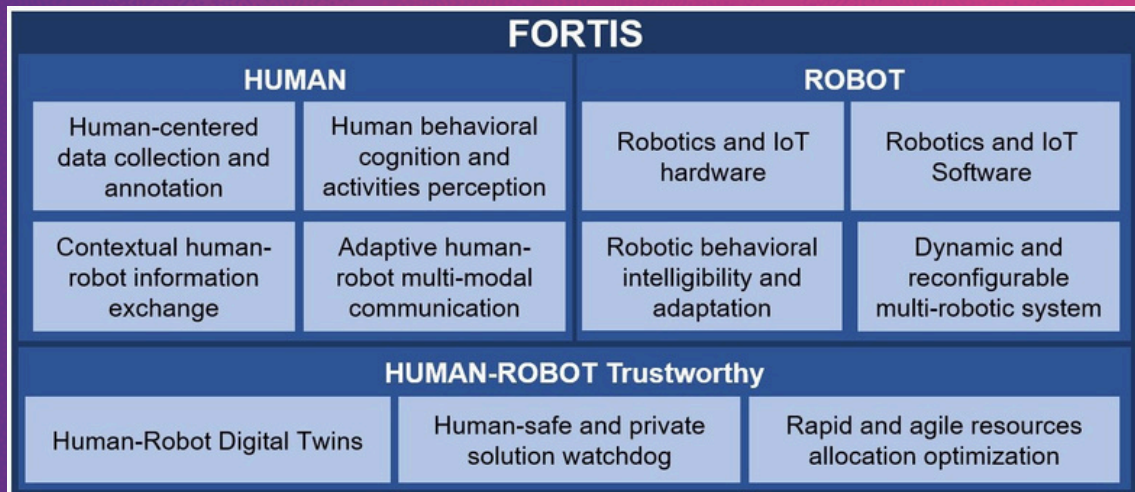 FORTIS
HUMAN
Human-centered
data collection and
annotation
Human behavioral
cognition and
activities perception
Contextual human-
robot information
exchange
Adaptive human-
robot multi-modal
communication
ROBOT
Robotics and IoT
hardware
Robotics and IoT
Software
Robotic behavioral
intelligibility and
adaptation
Dynamic and
reconfigurable
multi-robotic system
HUMAN-ROBOT Trustworthy
Human-Robot Digital Twins
Human-safe and private
solution watchdog
Rapid and agile resources
allocation optimization